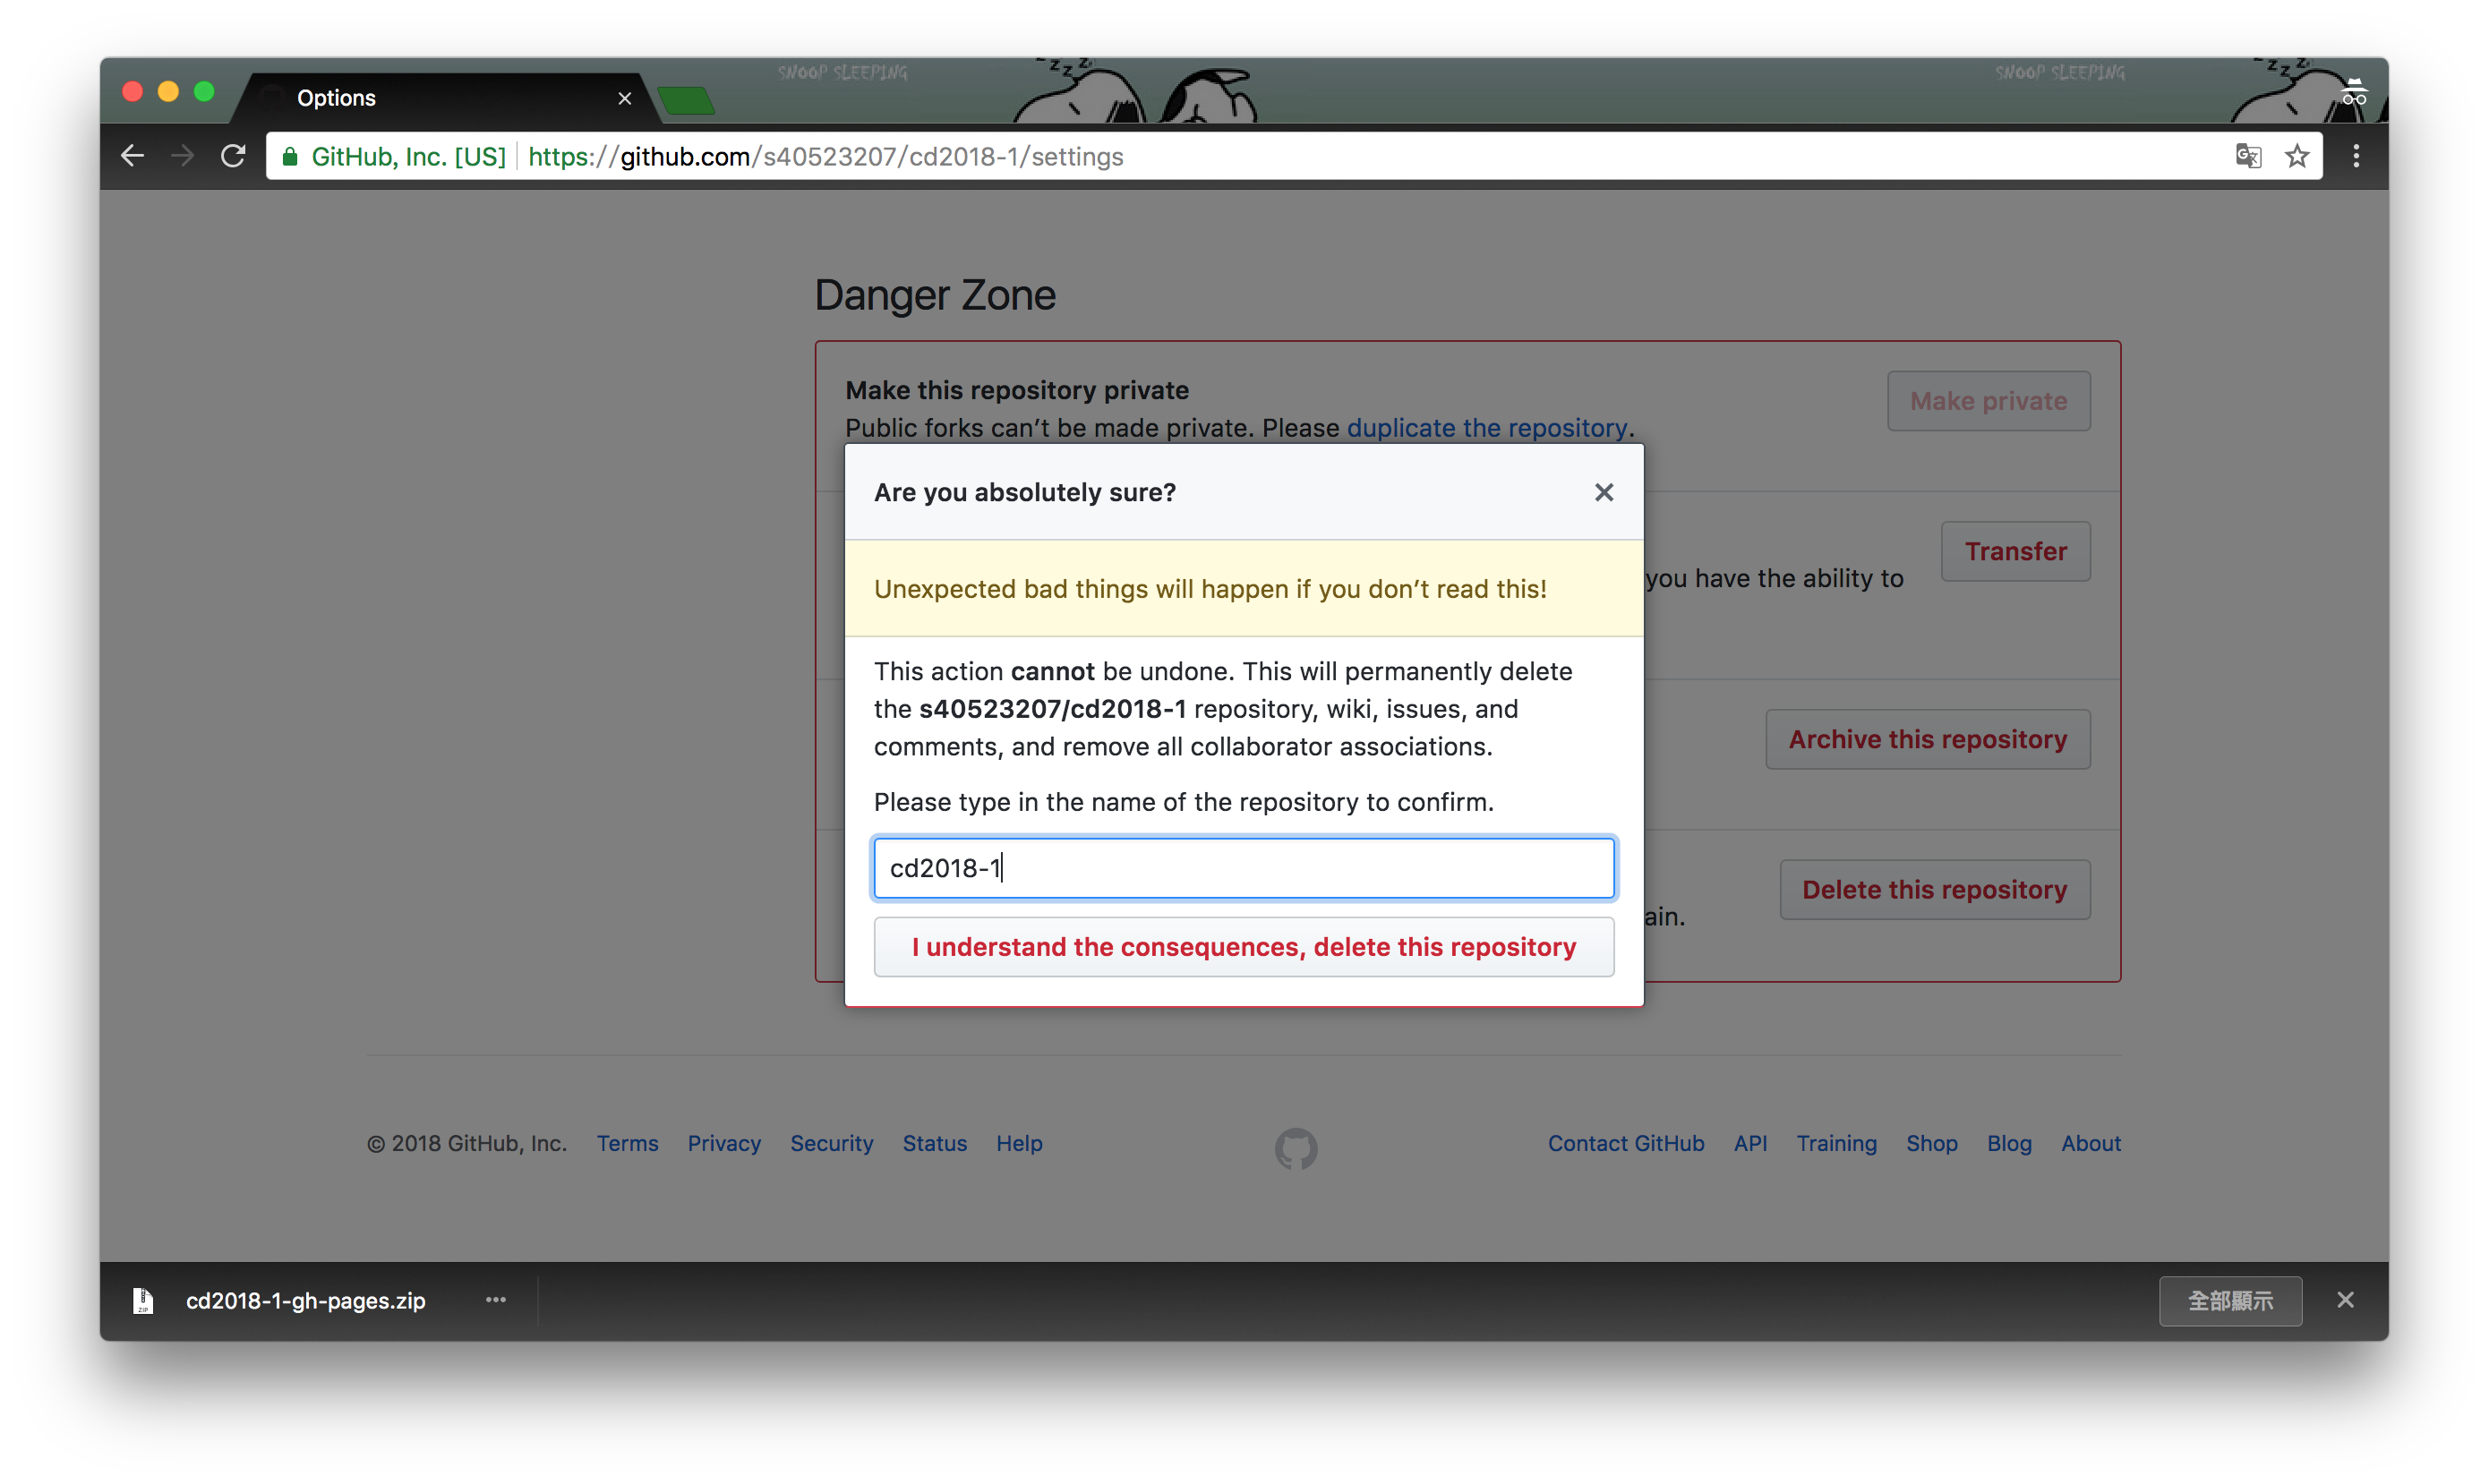 SNOOP SLEEPING
z z z
SNOOP SLEEPING
z z z
Options
GitHub, Inc. [US] https://github.com/s40523207/cd2018-1/settings
Danger Zone
Make this repository private
Public forks can’t be made private. Please duplicate the repository.
Make private
Are you absolutely sure?
Unexpected bad things will happen if you don’t read this!
Transfer
you have the ability to
This action cannot be undone. This will permanently delete
the s40523207/cd2018-1 repository, wiki, issues, and
comments, and remove all collaborator associations.
Archive this repository
Please type in the name of the repository to confirm.
cd2018-1
Delete this repository
ain.
I understand the consequences, delete this repository
© 2018 GitHub, Inc. Terms Privacy Security Status Help
Contact GitHub API Training Shop Blog About
ZIP
cd2018-1-gh-pages.zip
全部顯示